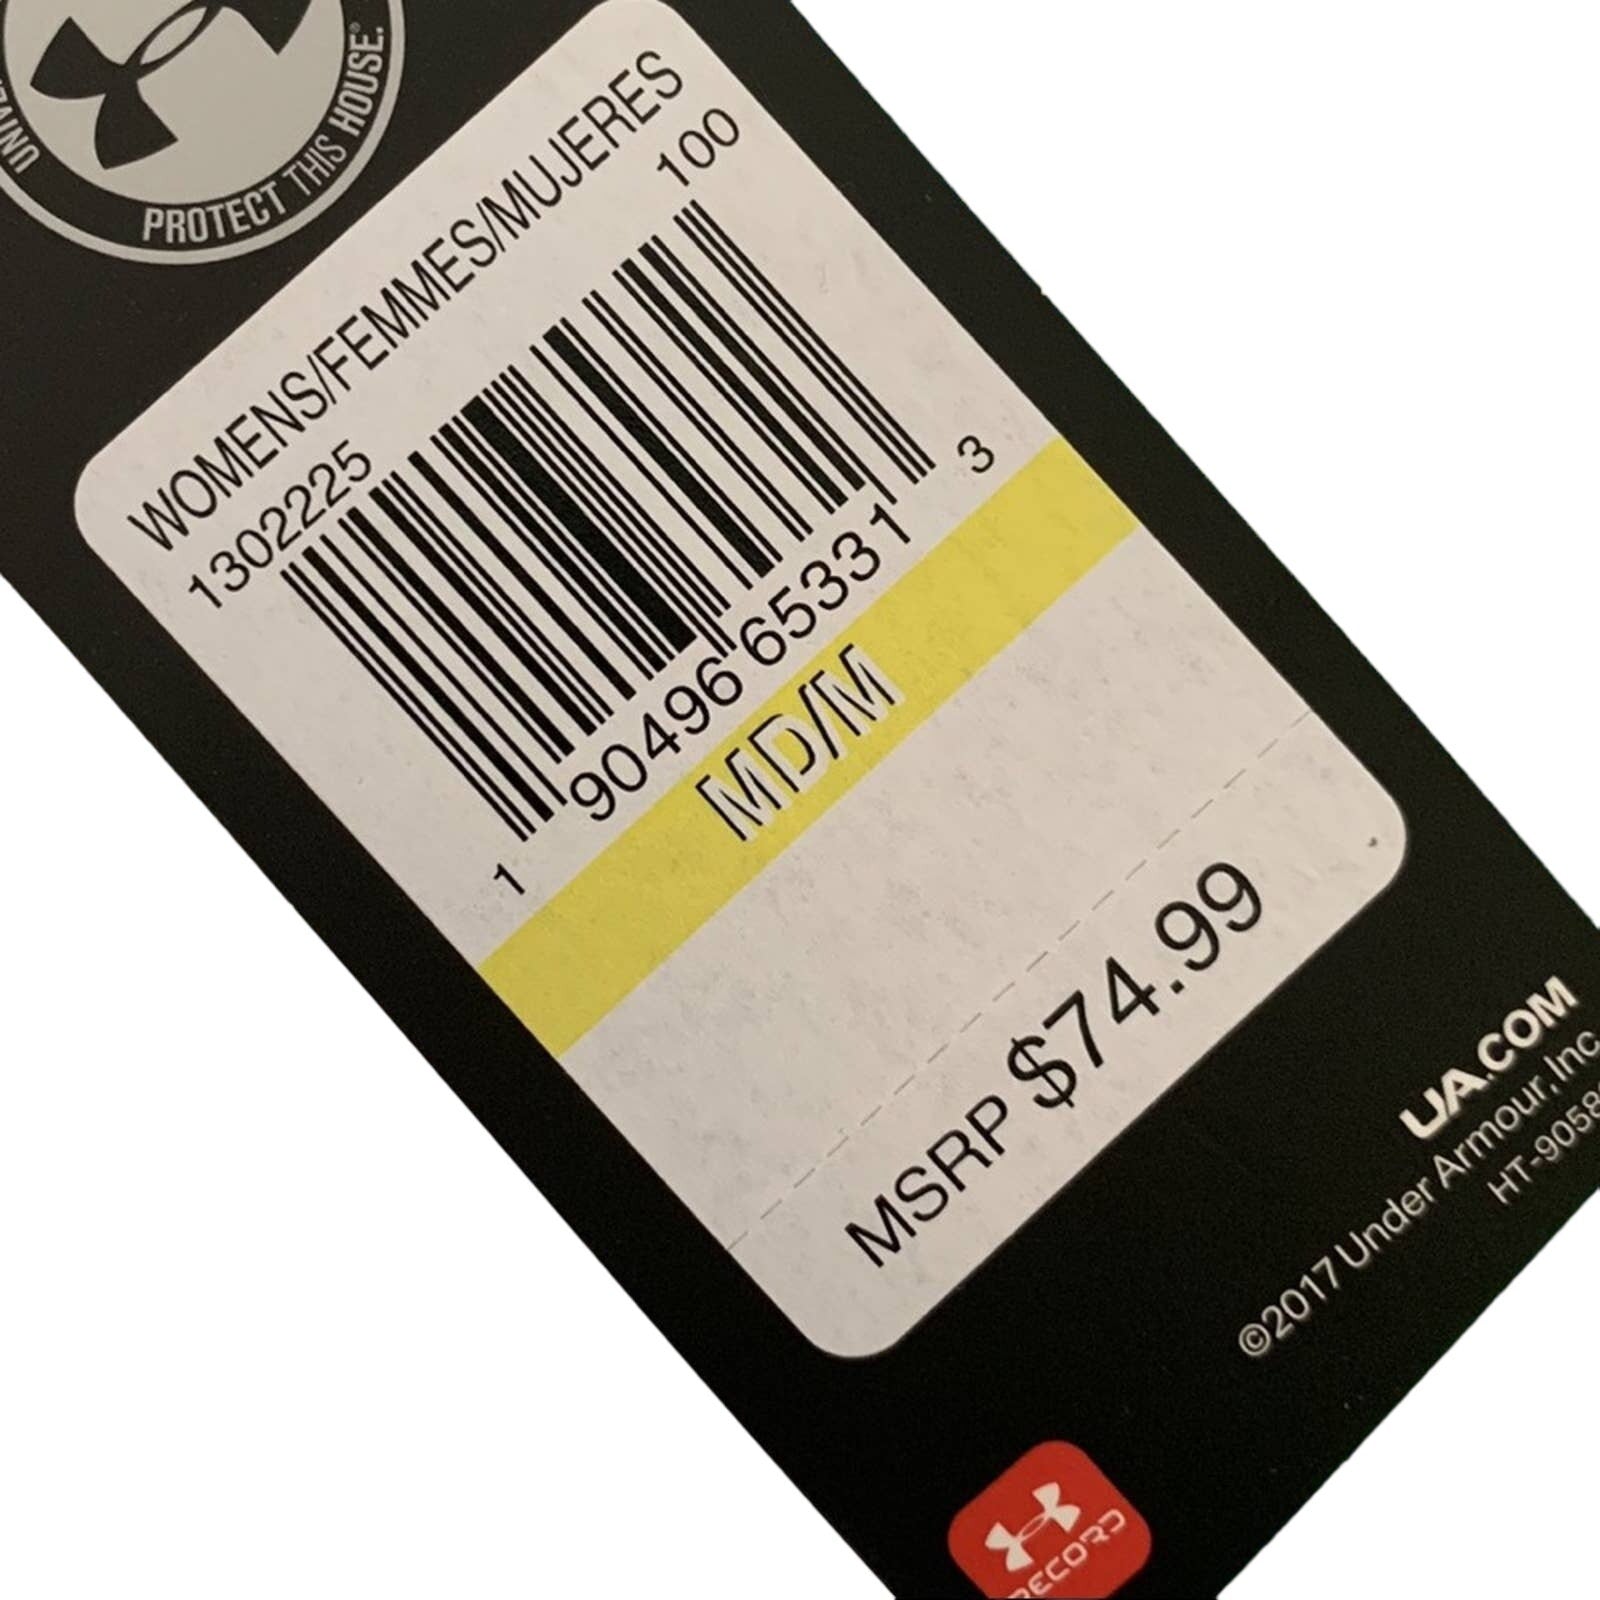 PROTECT THIS HOUSE.®
WOMENS/FEMMES/MUJERES
1302225 100
1 90496 65331 3
MD/M
MSRP $74.99
UA.COM
©2017 Under Armour, Inc.
RECORD